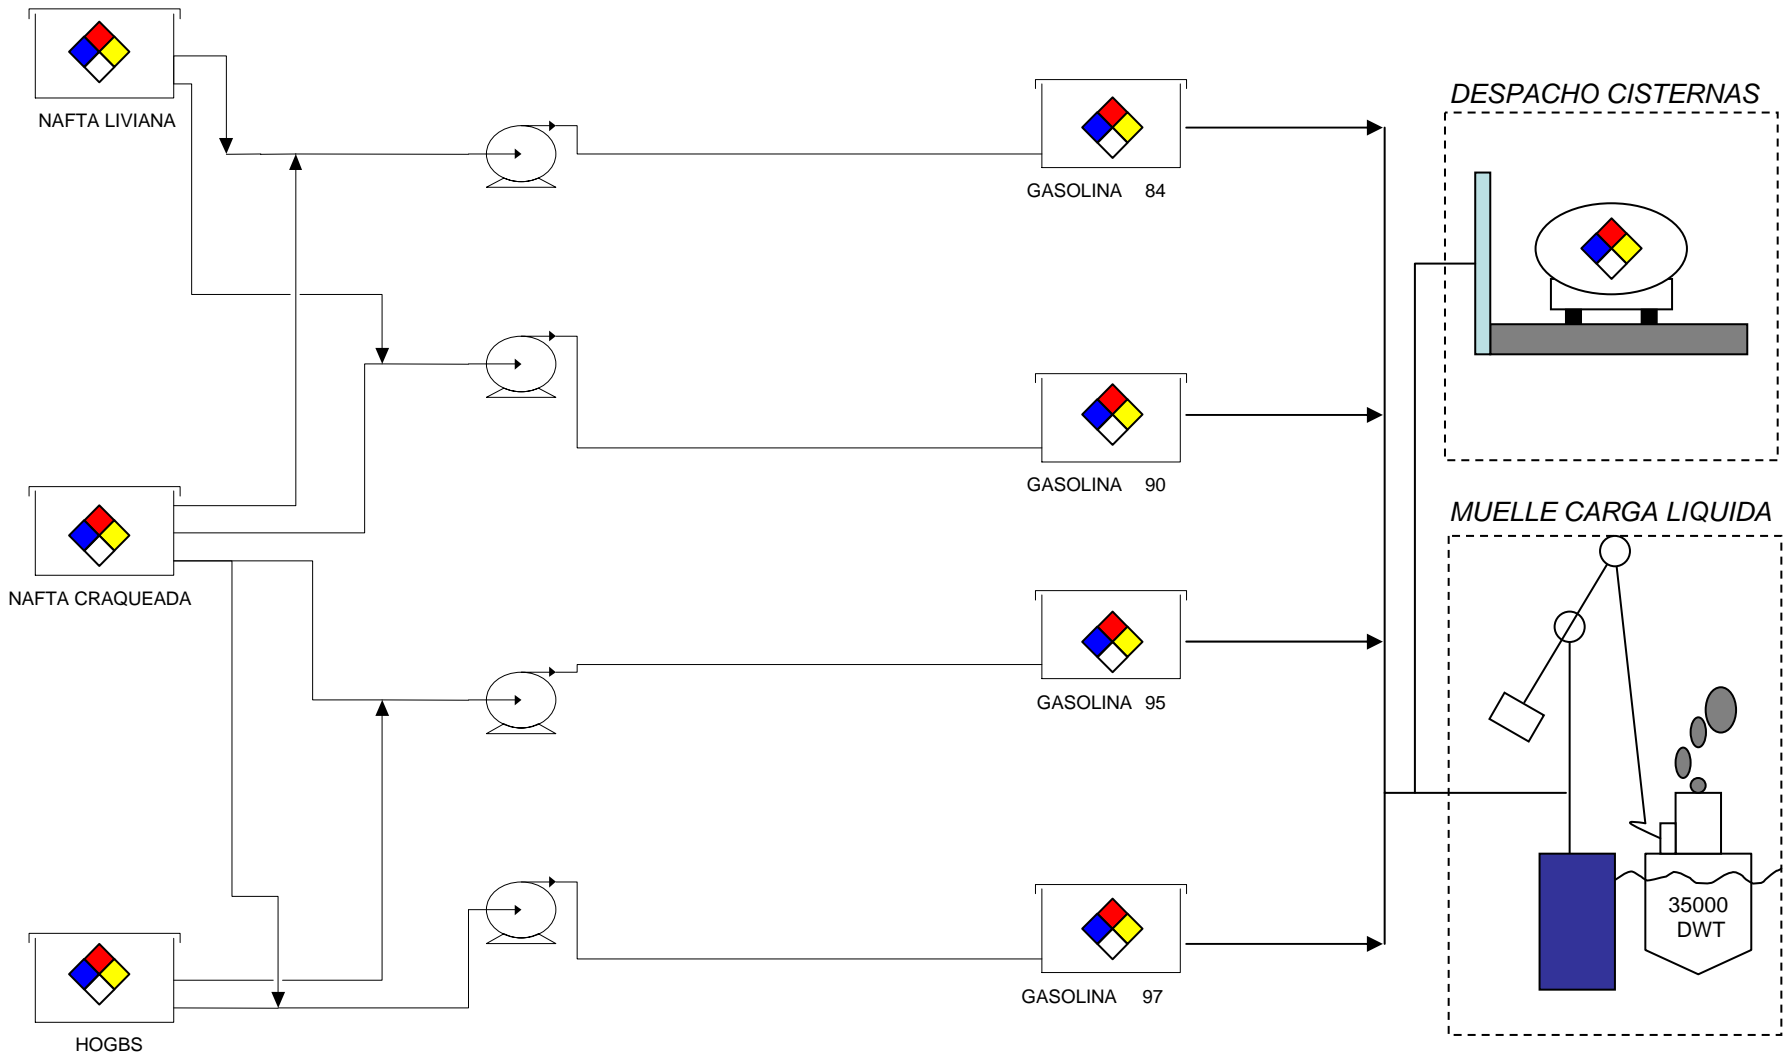 DESPACHO CISTERNAS
NAFTA LIVIANA
GASOLINA 84
GASOLINA 90
MUELLE CARGA LIQUIDA
NAFTA CRAQUEADA
GASOLINA 95
35000
DWT
GASOLINA 97
HOGBS